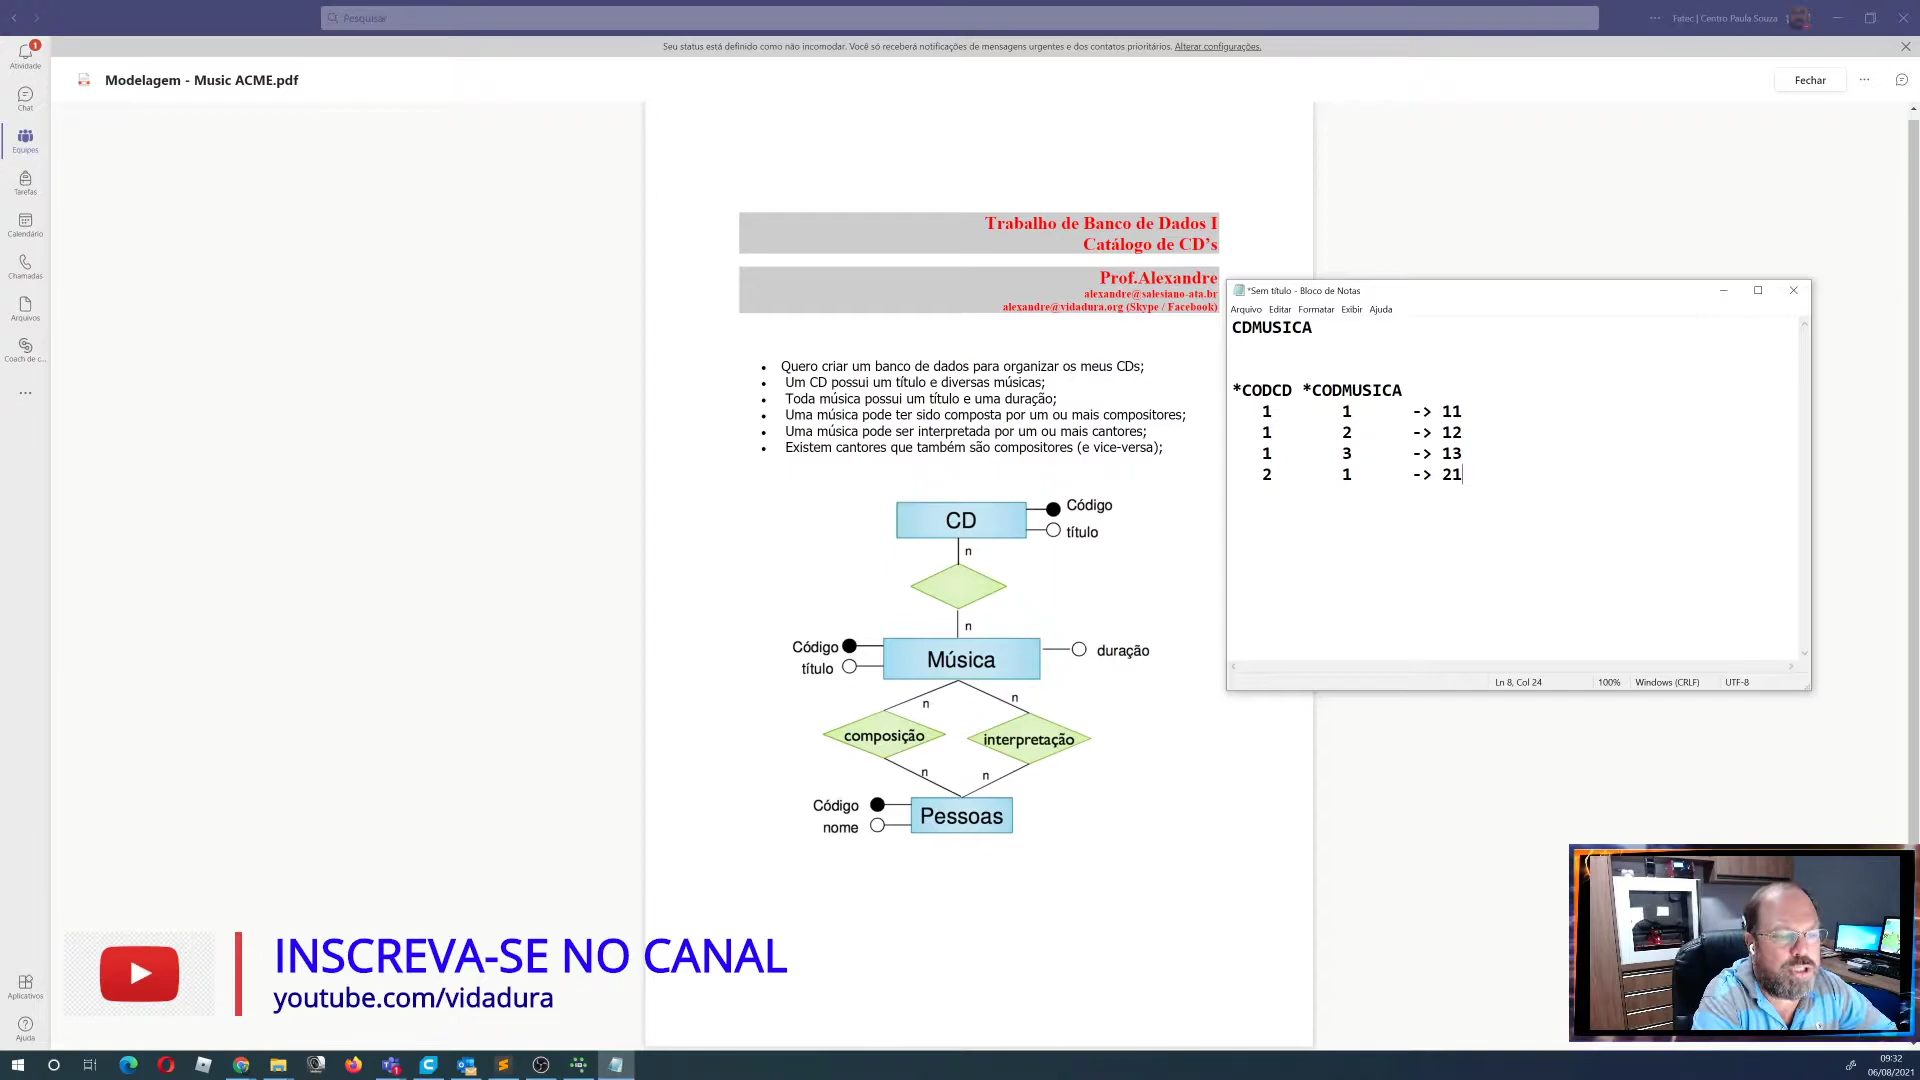 Pesquisar
Fatec | Centro Paula Souza
Seu status está definido como não incomodar. Você só receberá notificações de mensagens urgentes e dos contatos prioritários. Alterar configurações.
1
Atividade
Chat
Equipes
Tarefas
Calendário
Chamadas
Arquivos
Coach de c...
Aplicativos
Ajuda
Modelagem - Music ACME.pdf
Fechar
Trabalho de Banco de Dados I
Catálogo de CD’s
Prof.Alexandre
alexandre@salesiano-ata.br
alexandre@vidadura.org (Skype / Facebook)
• Quero criar um banco de dados para organizar os meus CDs;
• Um CD possui um título e diversas músicas;
• Toda música possui um título e uma duração;
• Uma música pode ter sido composta por um ou mais compositores;
• Uma música pode ser interpretada por um ou mais cantores;
• Existem cantores que também são compositores (e vice-versa);
CD
Código
título
n
n
Código
título
Música
duração
n
n
composição
interpretação
n
n
Código
nome
Pessoas
*Sem título - Bloco de Notas
Arquivo Editar Formatar Exibir Ajuda
CDMUSICA
*CODCD *CODMUSICA
1 1 -> 11
1 2 -> 12
1 3 -> 13
2 1 -> 21
Ln 8, Col 24
100%
Windows (CRLF)
UTF-8
INSCREVA-SE NO CANAL
youtube.com/vidadura
09:32
06/08/2021